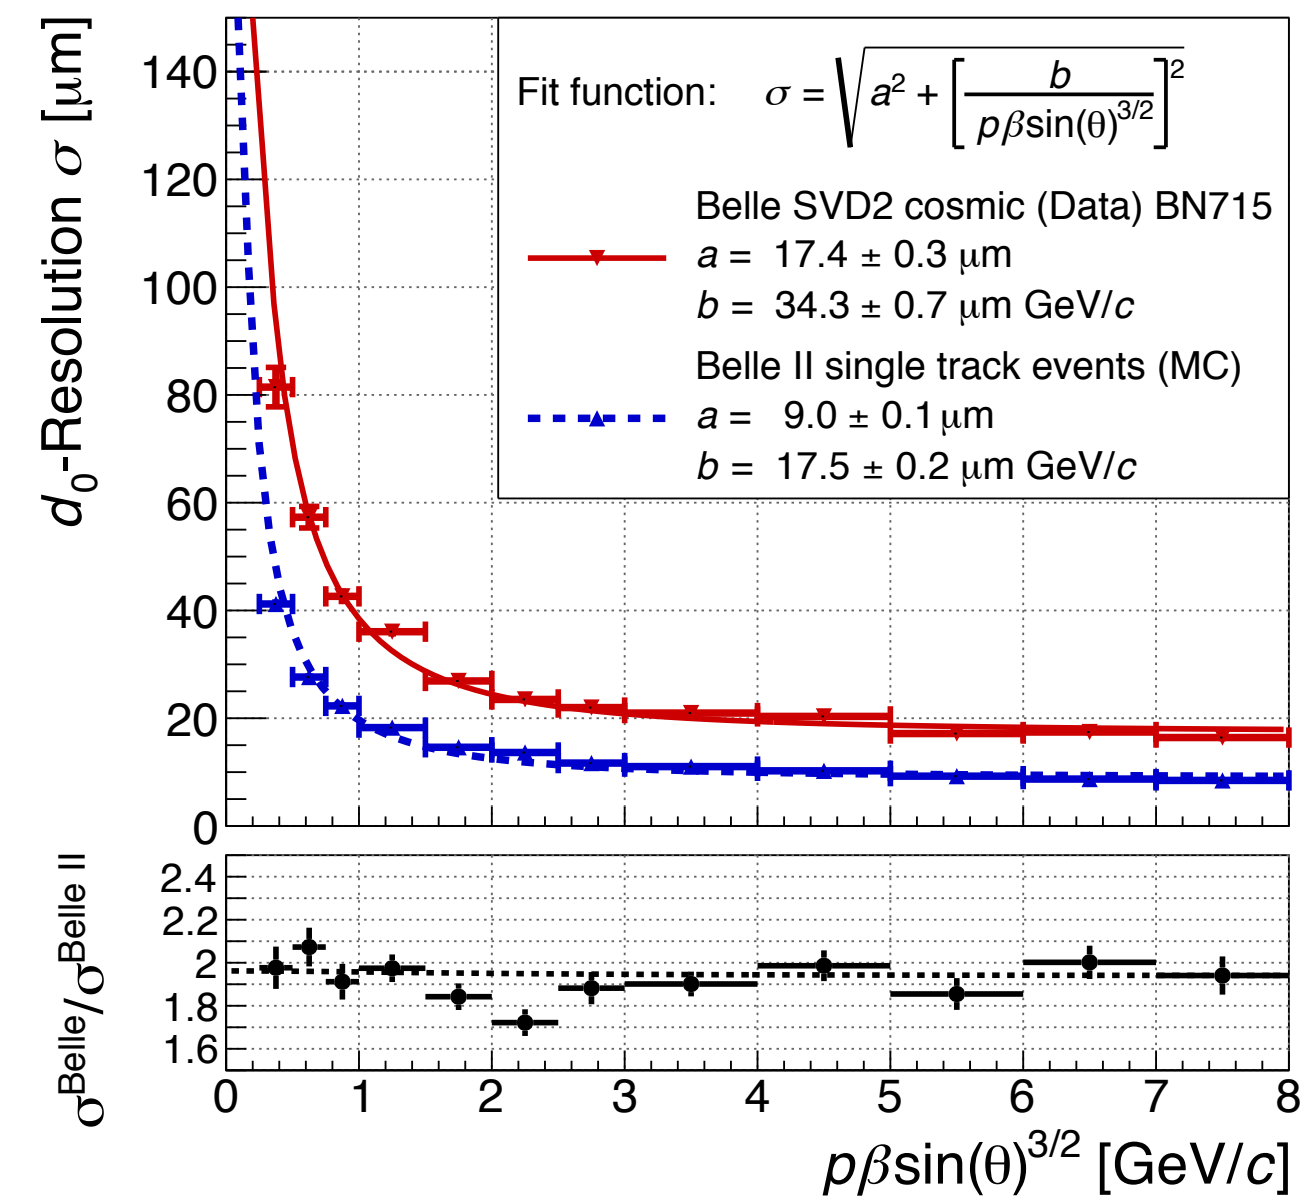 d₀-Resolution σ [μm]
140
120
100
80
60
40
20
0
Fit function: σ = √(a² + [b / pβsin(θ)^3/2]²)
Belle SVD2 cosmic (Data) BN715
a = 17.4 ± 0.3 μm
b = 34.3 ± 0.7 μm GeV/c
Belle II single track events (MC)
a = 9.0 ± 0.1 μm
b = 17.5 ± 0.2 μm GeV/c
σ^Belle/σ^Belle II
2.4
2.2
2
1.8
1.6
0 1 2 3 4 5 6 7 8
pβsin(θ)^3/2 [GeV/c]